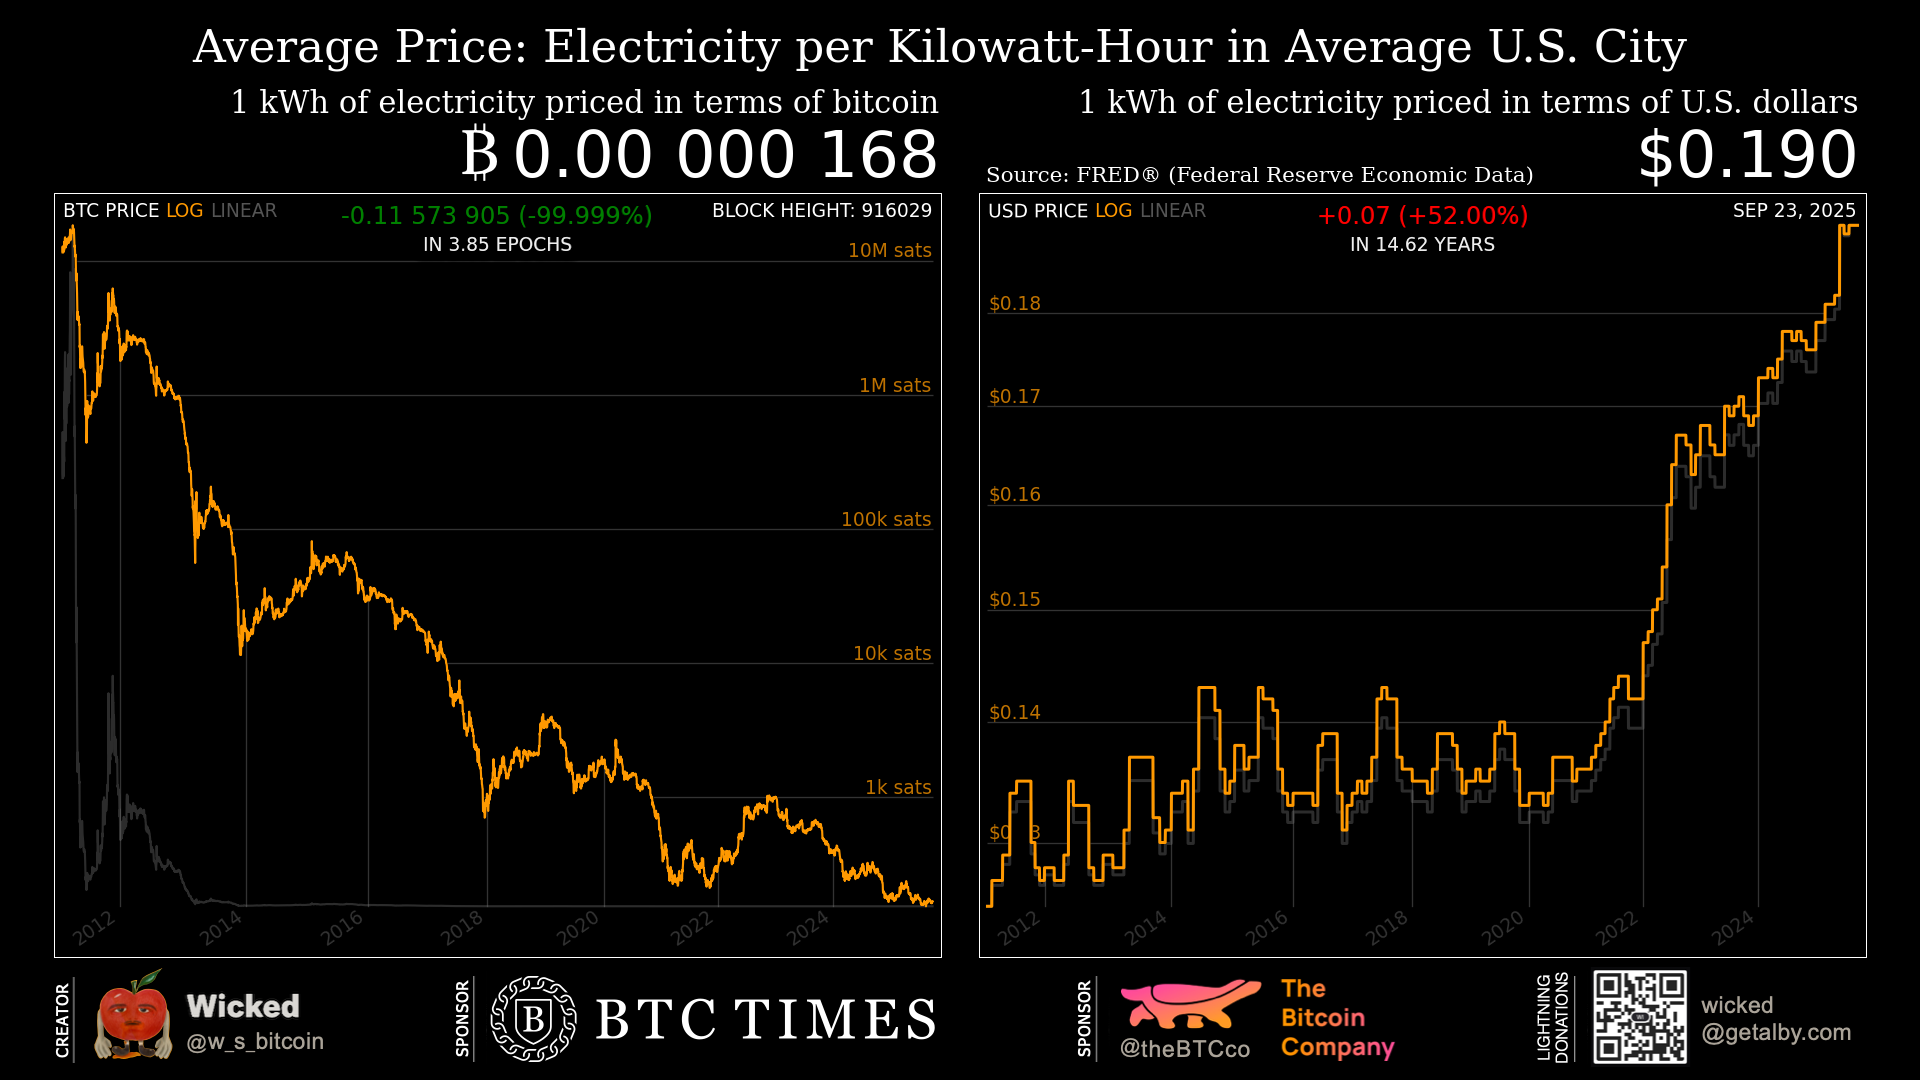 Average Price: Electricity per Kilowatt-Hour in Average U.S. City
1 kWh of electricity priced in terms of bitcoin
₿ 0.00 000 168
1 kWh of electricity priced in terms of U.S. dollars
Source: FRED® (Federal Reserve Economic Data)
$0.190
BTC PRICE LOG LINEAR
-0.11 573 905 (-99.999%)
IN 3.85 EPOCHS
BLOCK HEIGHT: 916029
10M sats
1M sats
100k sats
10k sats
1k sats
2012
2014
2016
2018
2020
2022
2024
USD PRICE LOG LINEAR
+0.07 (+52.00%)
IN 14.62 YEARS
SEP 23, 2025
$0.18
$0.17
$0.16
$0.15
$0.14
$0.13
2012
2014
2016
2018
2020
2022
2024
CREATOR
Wicked
@w_s_bitcoin
SPONSOR
B
BTC TIMES
SPONSOR
@theBTCco
The
Bitcoin
Company
LIGHTNING
DONATIONS
wicked
@getalby.com